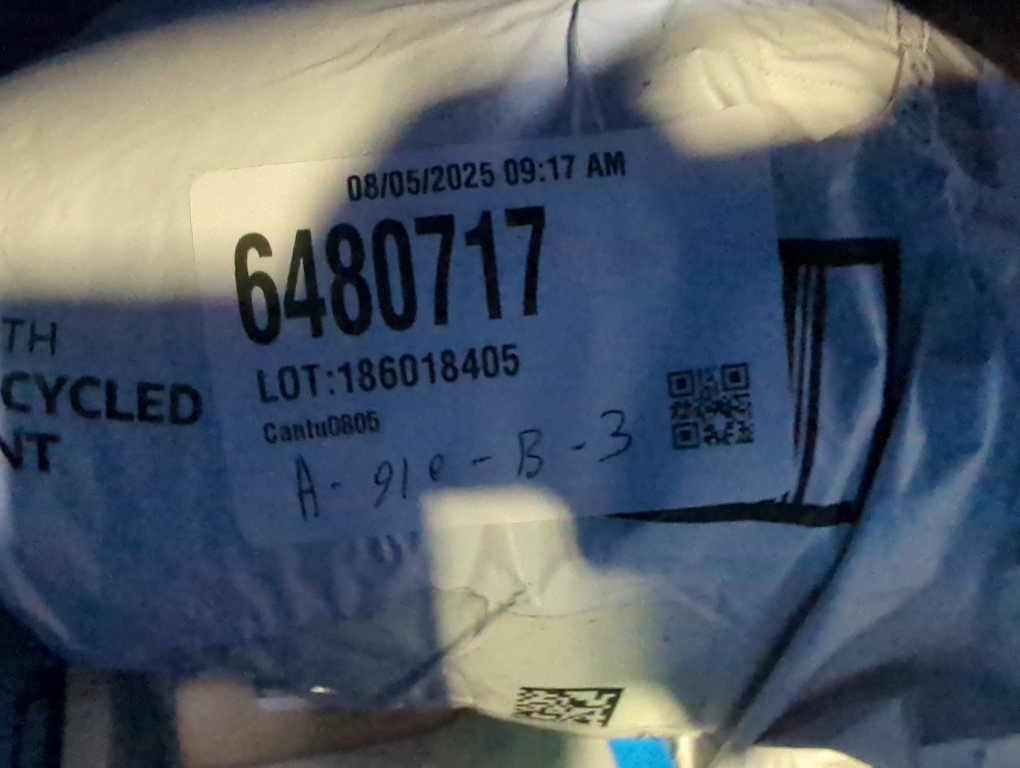 08/05/2025 09:17 AM
6480717
LOT:186018405
Cantu0805
A - 91e - B - 3
TH
CYCLED
NT